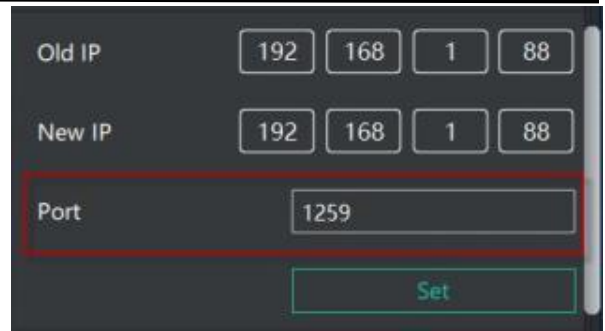 Old IP 192 168 1 88
New IP 192 168 1 88
Port 1259
Set